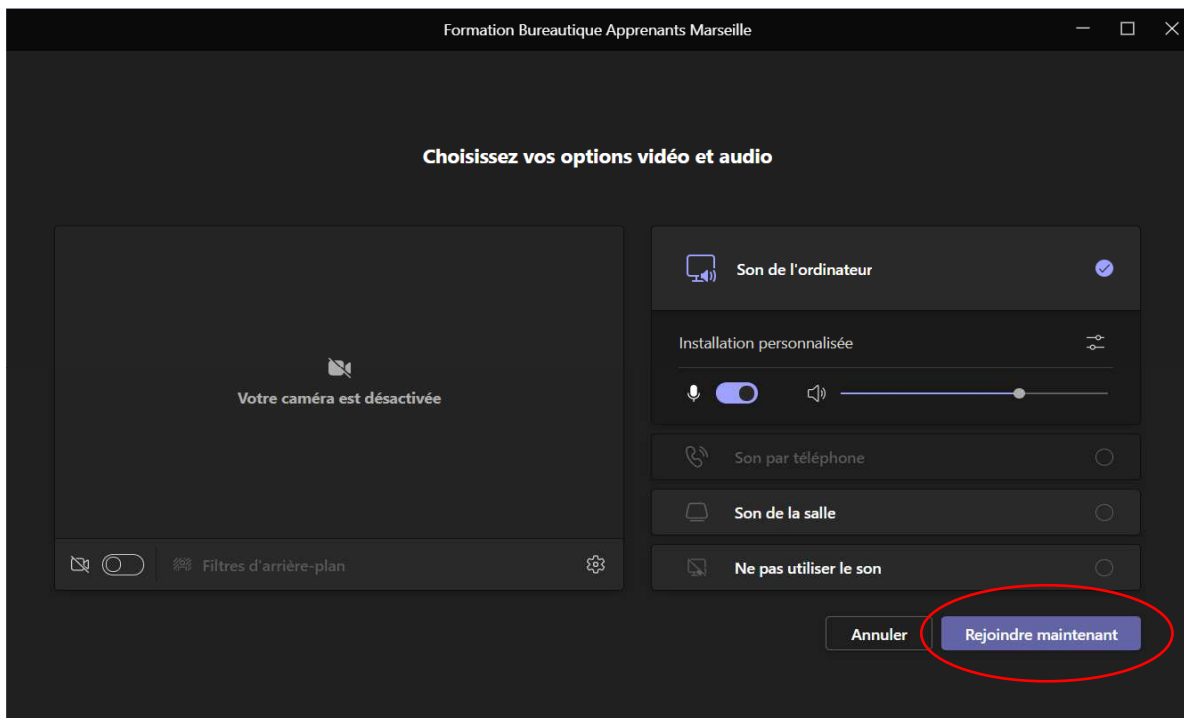 Formation Bureautique Apprenants Marseille
Choisissez vos options vidéo et audio
Votre caméra est désactivée
Filtres d'arrière-plan
Son de l'ordinateur
Installation personnalisée
Son par téléphone
Son de la salle
Ne pas utiliser le son
Annuler
Rejoindre maintenant